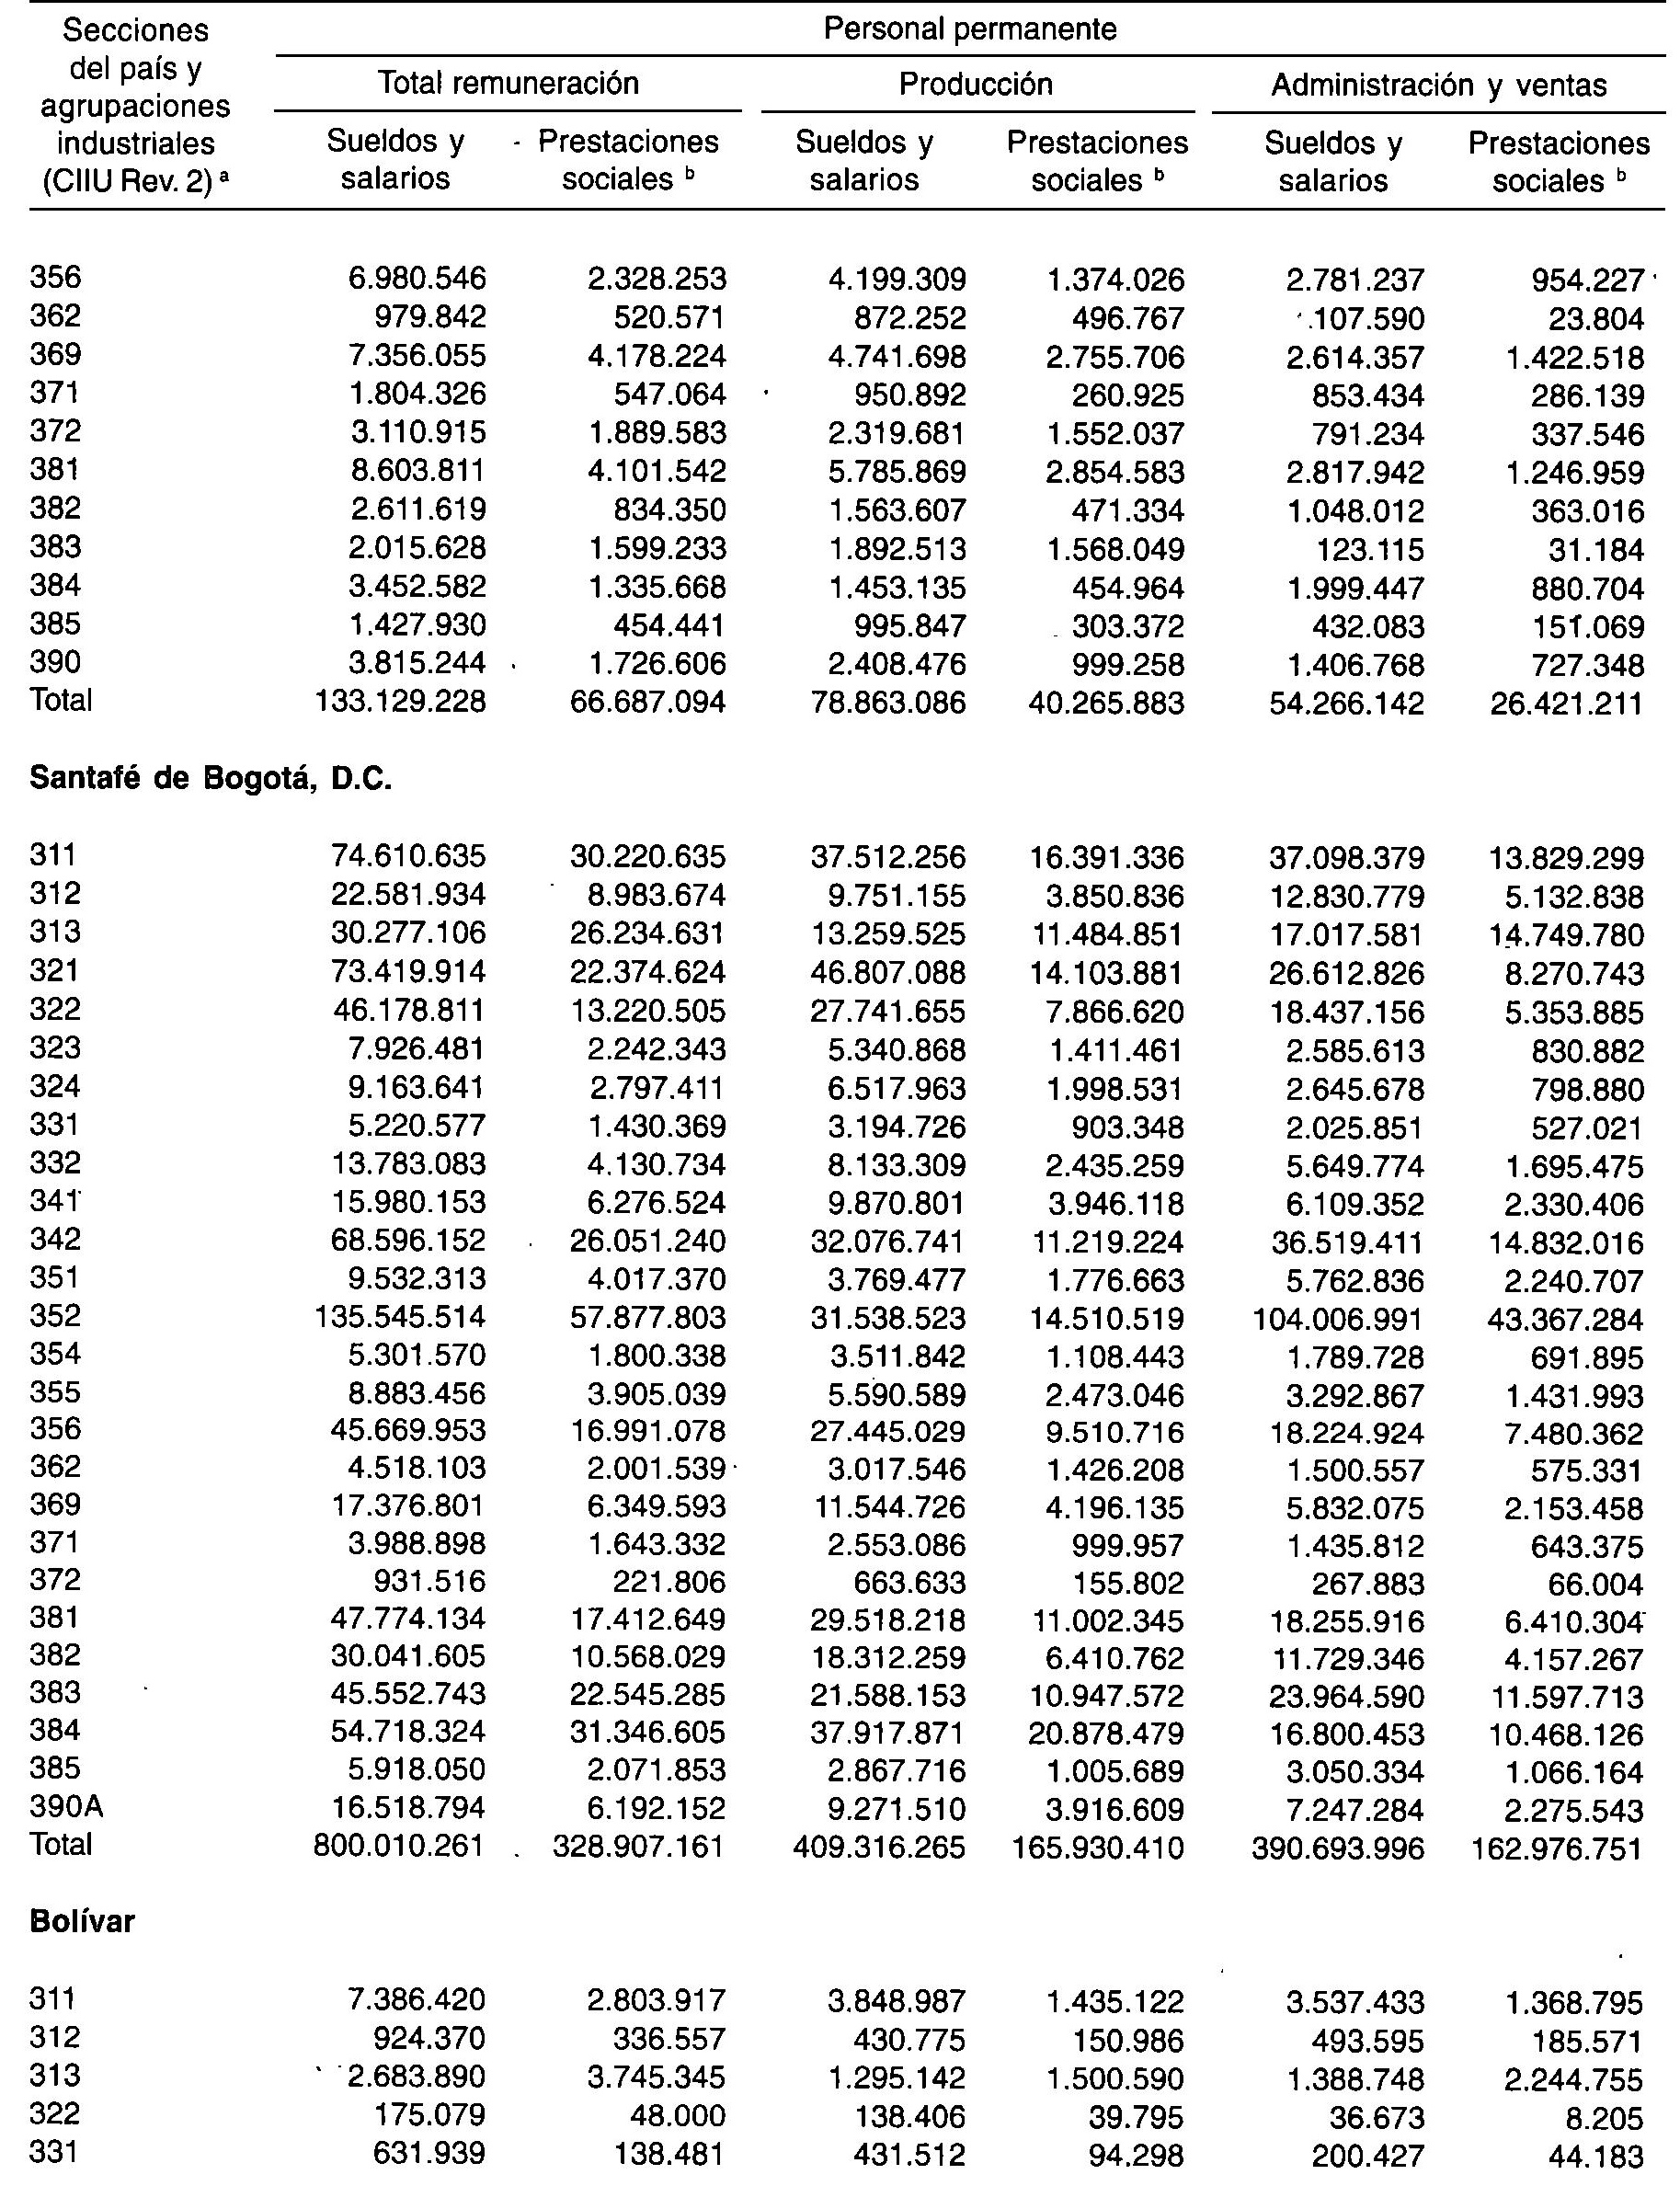 Secciones
del país y
agrupaciones
industriales
(CIIU Rev. 2) a
Personal permanente
Total remuneración Producción Administración y ventas
Sueldos y salarios Prestaciones sociales b Sueldos y salarios Prestaciones sociales b Sueldos y salarios Prestaciones sociales b
356 6.980.546 2.328.253 4.199.309 1.374.026 2.781.237 954.227
362 979.842 520.571 872.252 496.767 107.590 23.804
369 7.356.055 4.178.224 4.741.698 2.755.706 2.614.357 1.422.518
371 1.804.326 547.064 950.892 260.925 853.434 286.139
372 3.110.915 1.889.583 2.319.681 1.552.037 791.234 337.546
381 8.603.811 4.101.542 5.785.869 2.854.583 2.817.942 1.246.959
382 2.611.619 834.350 1.563.607 471.334 1.048.012 363.016
383 2.015.628 1.599.233 1.892.513 1.568.049 123.115 31.184
384 3.452.582 1.335.668 1.453.135 454.964 1.999.447 880.704
385 1.427.930 454.441 995.847 303.372 432.083 151.069
390 3.815.244 1.726.606 2.408.476 999.258 1.406.768 727.348
Total 133.129.228 66.687.094 78.863.086 40.265.883 54.266.142 26.421.211
Santafé de Bogotá, D.C.
311 74.610.635 30.220.635 37.512.256 16.391.336 37.098.379 13.829.299
312 22.581.934 8.983.674 9.751.155 3.850.836 12.830.779 5.132.838
313 30.277.106 26.234.631 13.259.525 11.484.851 17.017.581 14.749.780
321 73.419.914 22.374.624 46.807.088 14.103.881 26.612.826 8.270.743
322 46.178.811 13.220.505 27.741.655 7.866.620 18.437.156 5.353.885
323 7.926.481 2.242.343 5.340.868 1.411.461 2.585.613 830.882
324 9.163.641 2.797.411 6.517.963 1.998.531 2.645.678 798.880
331 5.220.577 1.430.369 3.194.726 903.348 2.025.851 527.021
332 13.783.083 4.130.734 8.133.309 2.435.259 5.649.774 1.695.475
341 15.980.153 6.276.524 9.870.801 3.946.118 6.109.352 2.330.406
342 68.596.152 26.051.240 32.076.741 11.219.224 36.519.411 14.832.016
351 9.532.313 4.017.370 3.769.477 1.776.663 5.762.836 2.240.707
352 135.545.514 57.877.803 31.538.523 14.510.519 104.006.991 43.367.284
354 5.301.570 1.800.338 3.511.842 1.108.443 1.789.728 691.895
355 8.883.456 3.905.039 5.590.589 2.473.046 3.292.867 1.431.993
356 45.669.953 16.991.078 27.445.029 9.510.716 18.224.924 7.480.362
362 4.518.103 2.001.539 3.017.546 1.426.208 1.500.557 575.331
369 17.376.801 6.349.593 11.544.726 4.196.135 5.832.075 2.153.458
371 3.988.898 1.643.332 2.553.086 999.957 1.435.812 643.375
372 931.516 221.806 663.633 155.802 267.883 66.004
381 47.774.134 17.412.649 29.518.218 11.002.345 18.255.916 6.410.304
382 30.041.605 10.568.029 18.312.259 6.410.762 11.729.346 4.157.267
383 45.552.743 22.545.285 21.588.153 10.947.572 23.964.590 11.597.713
384 54.718.324 31.346.605 37.917.871 20.878.479 16.800.453 10.468.126
385 5.918.050 2.071.853 2.867.716 1.005.689 3.050.334 1.066.164
390A 16.518.794 6.192.152 9.271.510 3.916.609 7.247.284 2.275.543
Total 800.010.261 328.907.161 409.316.265 165.930.410 390.693.996 162.976.751
Bolívar
311 7.386.420 2.803.917 3.848.987 1.435.122 3.537.433 1.368.795
312 924.370 336.557 430.775 150.986 493.595 185.571
313 2.683.890 3.745.345 1.295.142 1.500.590 1.388.748 2.244.755
322 175.079 48.000 138.406 39.795 36.673 8.205
331 631.939 138.481 431.512 94.298 200.427 44.183